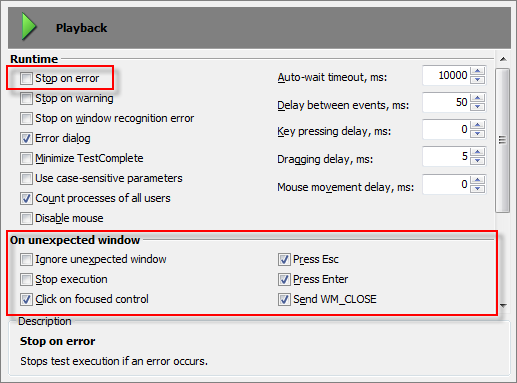 Playback
Runtime
Stop on error
Auto-wait timeout, ms: 10000
Stop on warning
Delay between events, ms: 50
Stop on window recognition error
Key pressing delay, ms: 0
Error dialog
Minimize TestComplete
Dragging delay, ms: 5
Use case-sensitive parameters
Mouse movement delay, ms: 0
Count processes of all users
Disable mouse
On unexpected window
Ignore unexpected window
Press Esc
Stop execution
Press Enter
Click on focused control
Send WM_CLOSE
Description
Stop on error
Stops test execution if an error occurs.